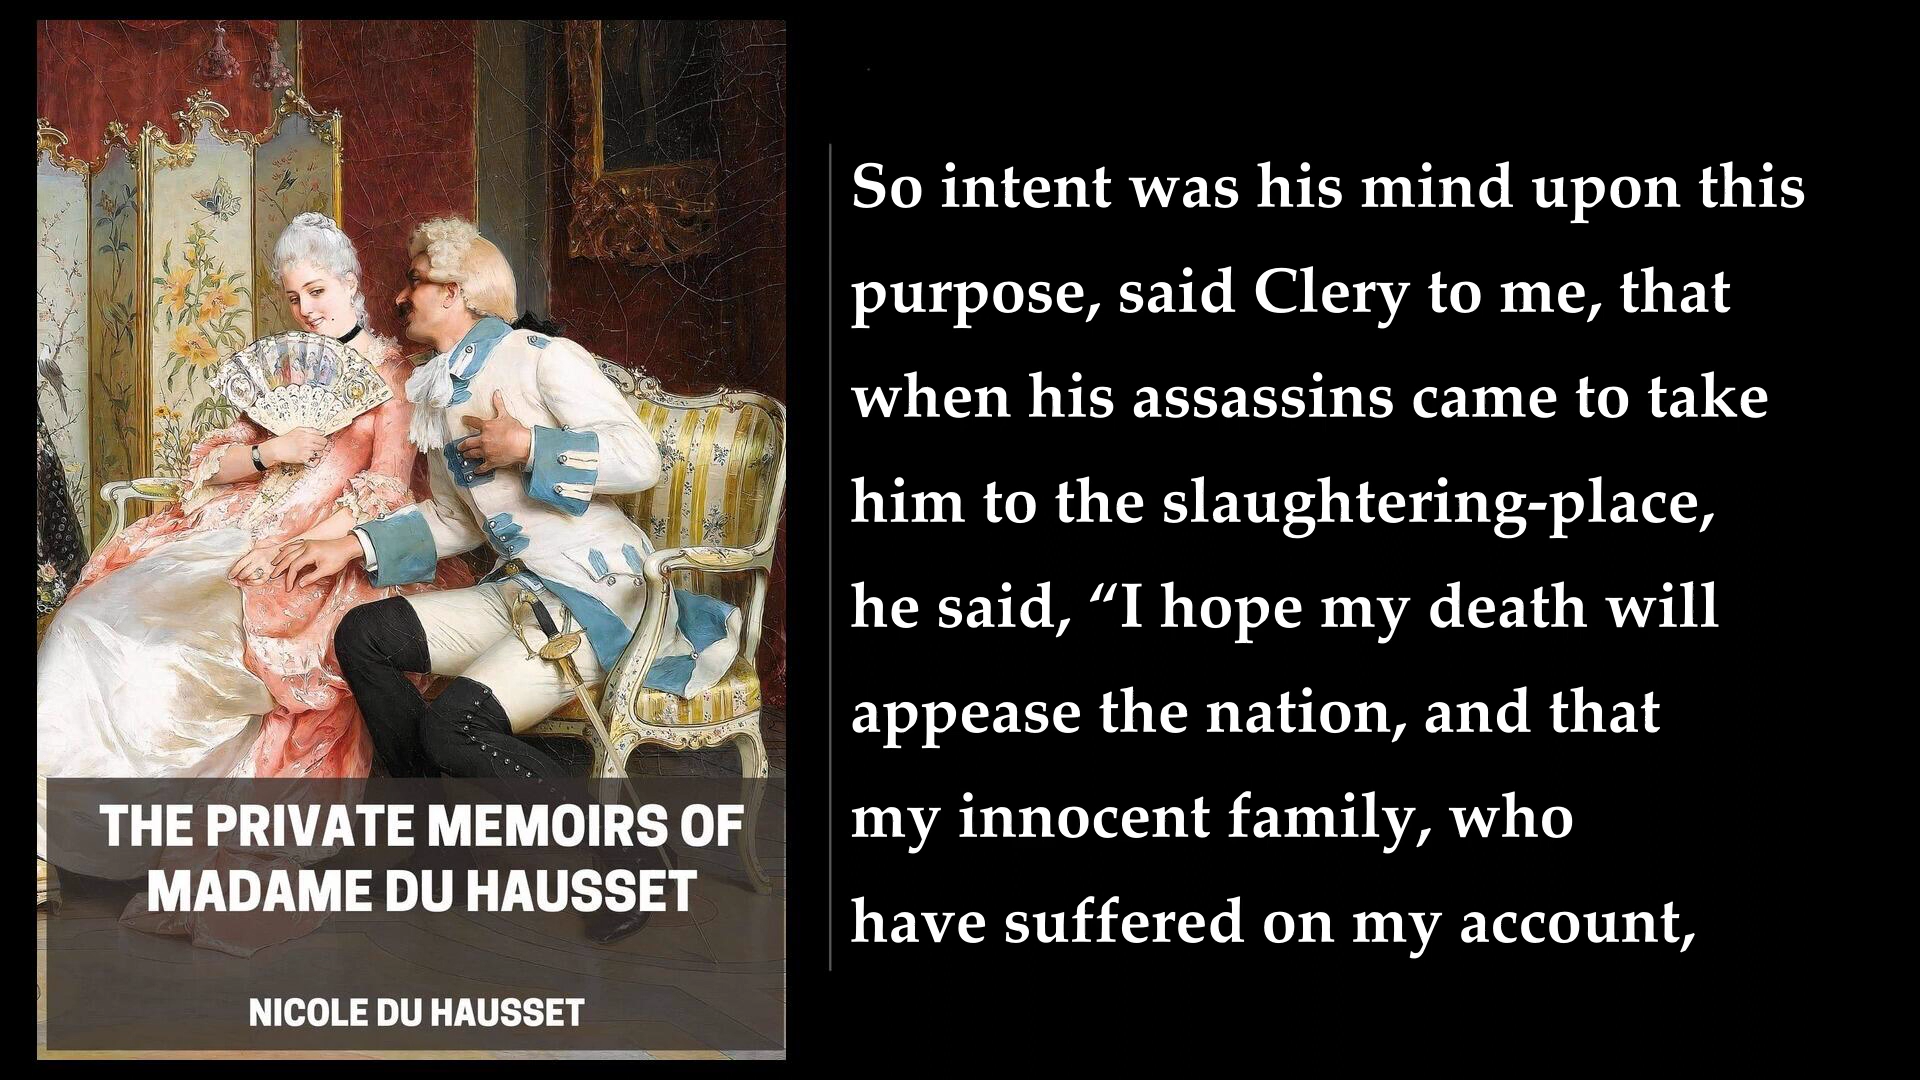 THE PRIVATE MEMOIRS OF
MADAME DU HAUSSET
NICOLE DU HAUSSET
So intent was his mind upon this
purpose, said Clery to me, that
when his assassins came to take
him to the slaughtering-place,
he said, “I hope my death will
appease the nation, and that
my innocent family, who
have suffered on my account,